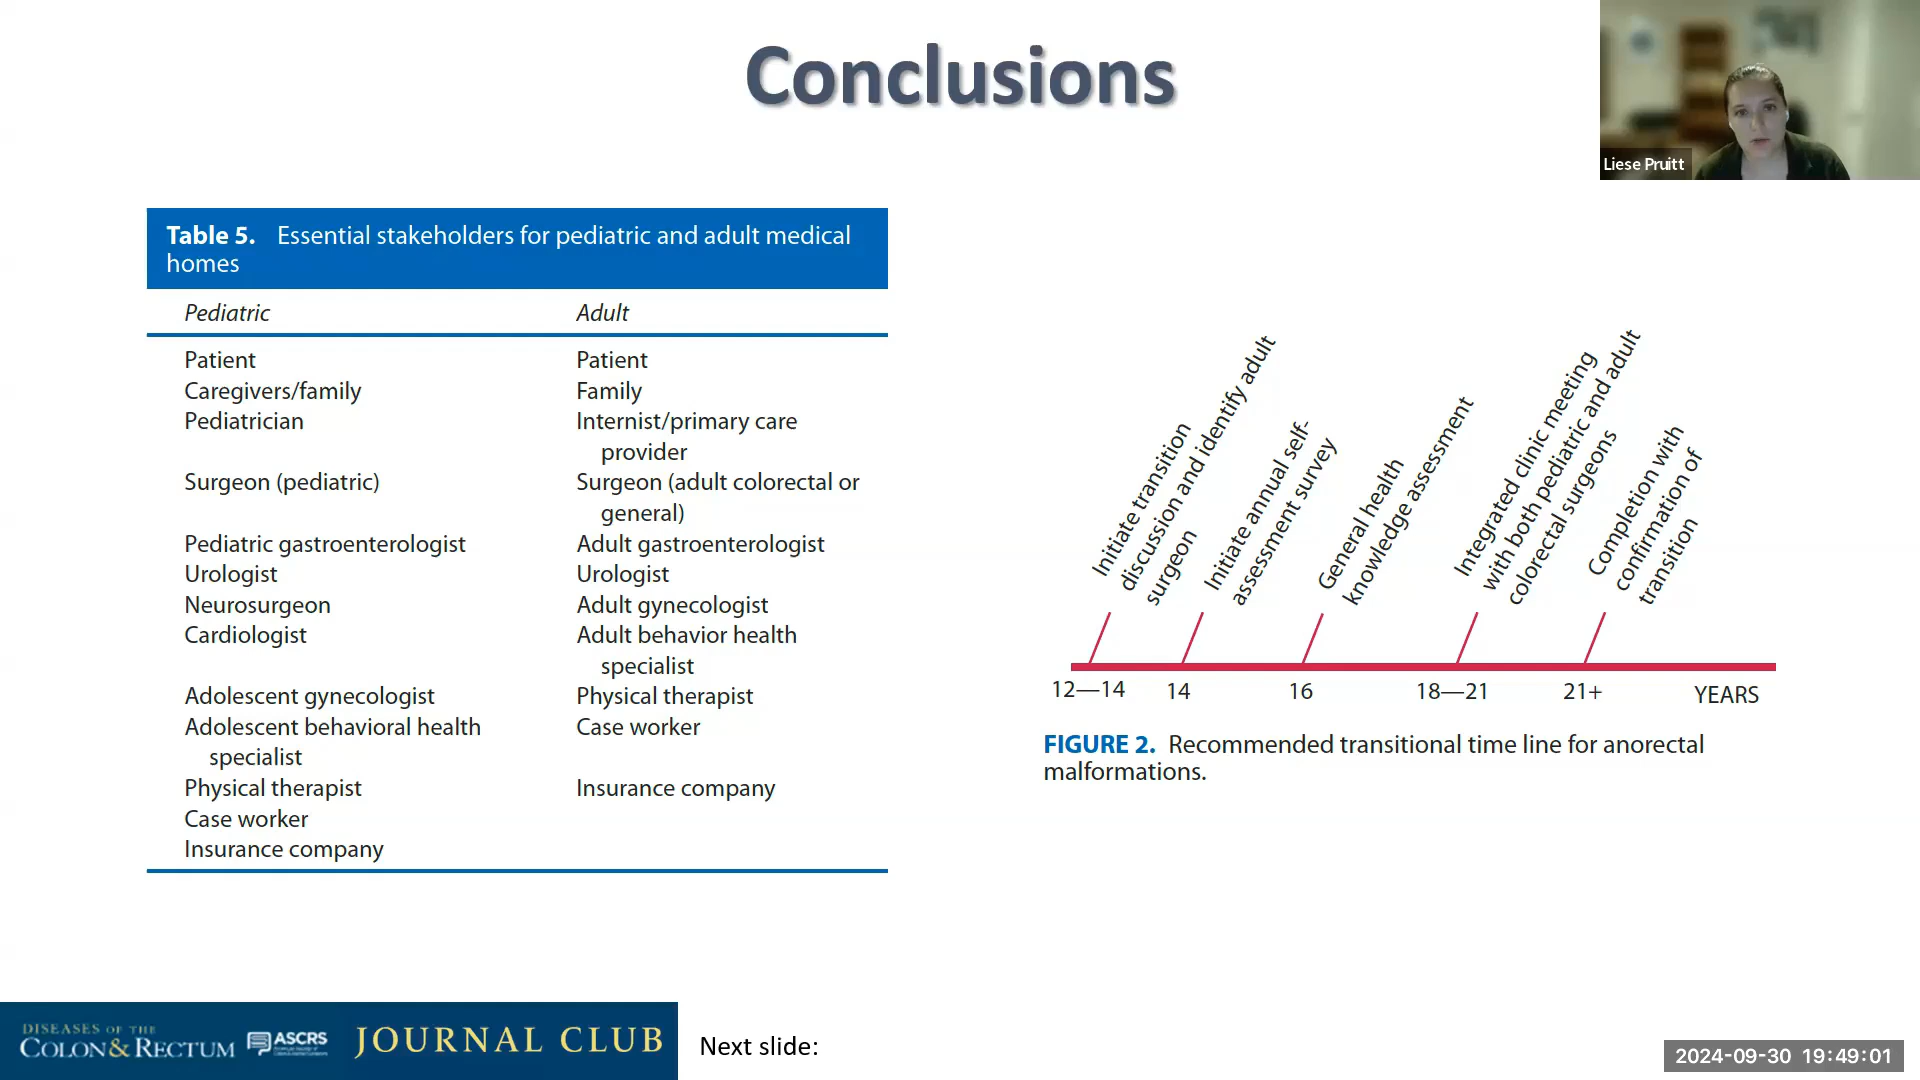 Conclusions
Liese Pruitt
Table 5. Essential stakeholders for pediatric and adult medical
homes
Pediatric Adult
Patient Patient
Caregivers/family Family
Pediatrician Internist/primary care
provider
Surgeon (pediatric) Surgeon (adult colorectal or
general)
Pediatric gastroenterologist Adult gastroenterologist
Urologist Urologist
Neurosurgeon Adult gynecologist
Cardiologist Adult behavior health
specialist
Adolescent gynecologist Physical therapist
Adolescent behavioral health Case worker
specialist
Physical therapist Insurance company
Case worker
Insurance company
Initiate transition
discussion and identify adult
surgeon
Initiate annual self-
assessment survey
General health
knowledge assessment
Integrated clinic meeting
with both pediatric and adult
colorectal surgeons
Completion with
confirmation of
transition
12—14 14 16 18—21 21+ YEARS
FIGURE 2. Recommended transitional time line for anorectal
malformations.
DISEASES OF THE
COLON & RECTUM
ASCRS
JOURNAL CLUB
Next slide:
2024-09-30 19:49:01